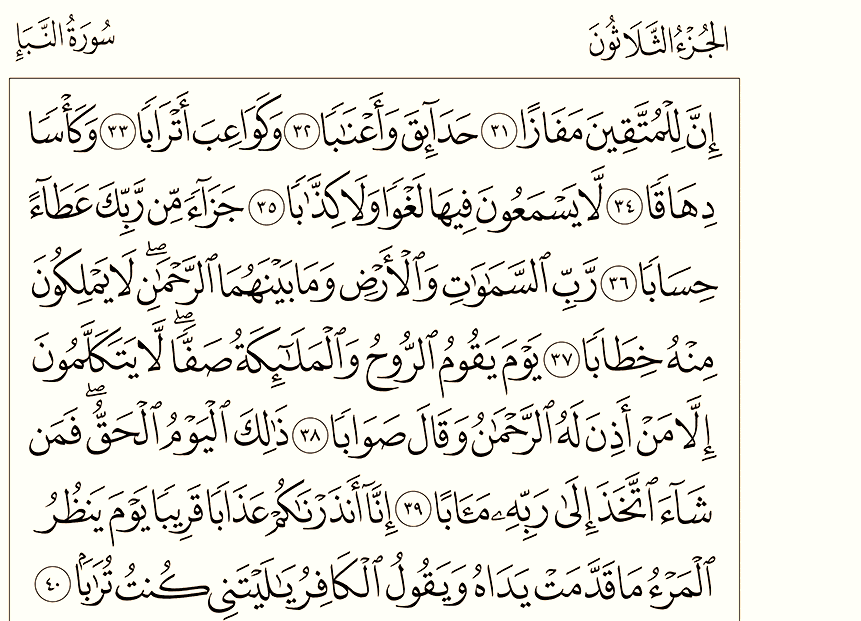 الجُزْءُ الثَّلَاثُونَ
سُورَةُ النَّبَإِ
إِنَّ لِلْمُتَّقِينَ مَفَازًا ٣١ حَدَآئِقَ وَأَعْنَٰبًا ٣٢ وَكَوَاعِبَ أَتْرَابًا ٣٣ وَكَأْسًا
دِهَاقًا ٣٤ لَّا يَسْمَعُونَ فِيهَا لَغْوًا وَلَا كِذَّٰبًا ٣٥ جَزَآءً مِّن رَّبِّكَ عَطَآءً
حِسَابًا ٣٦ رَّبِّ ٱلسَّمَٰوَٰتِ وَٱلْأَرْضِ وَمَا بَيْنَهُمَا ٱلرَّحْمَٰنِۖ لَا يَمْلِكُونَ
مِنْهُ خِطَابًا ٣٧ يَوْمَ يَقُومُ ٱلرُّوحُ وَٱلْمَلَٰٓئِكَةُ صَفًّاۖ لَّا يَتَكَلَّمُونَ
إِلَّا مَنْ أَذِنَ لَهُ ٱلرَّحْمَٰنُ وَقَالَ صَوَابًا ٣٨ ذَٰلِكَ ٱلْيَوْمُ ٱلْحَقُّۖ فَمَن
شَآءَ ٱتَّخَذَ إِلَىٰ رَبِّهِۦ مَـَٔابًا ٣٩ إِنَّآ أَنذَرْنَٰكُمْ عَذَابًا قَرِيبًا يَوْمَ يَنظُرُ
ٱلْمَرْءُ مَا قَدَّمَتْ يَدَاهُ وَيَقُولُ ٱلْكَافِرُ يَٰلَيْتَنِى كُنتُ تُرَٰبًۢا ٤٠